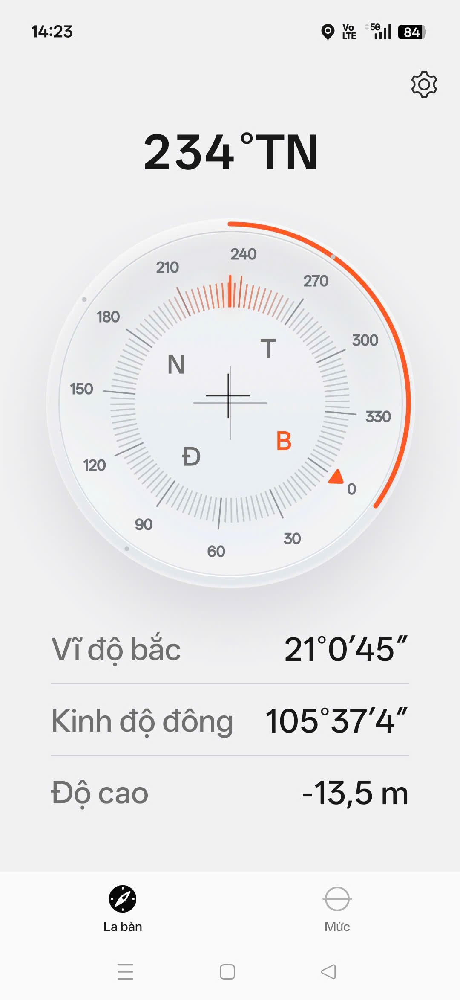 14:23
Vo LTE 5G 84
234°TN
240
210
270
180
300
T
N
150
330
B
Đ
120
0
90
30
60
Vĩ độ bắc 21°0′45″
Kinh độ đông 105°37′4″
Độ cao -13,5 m
La bàn Mức